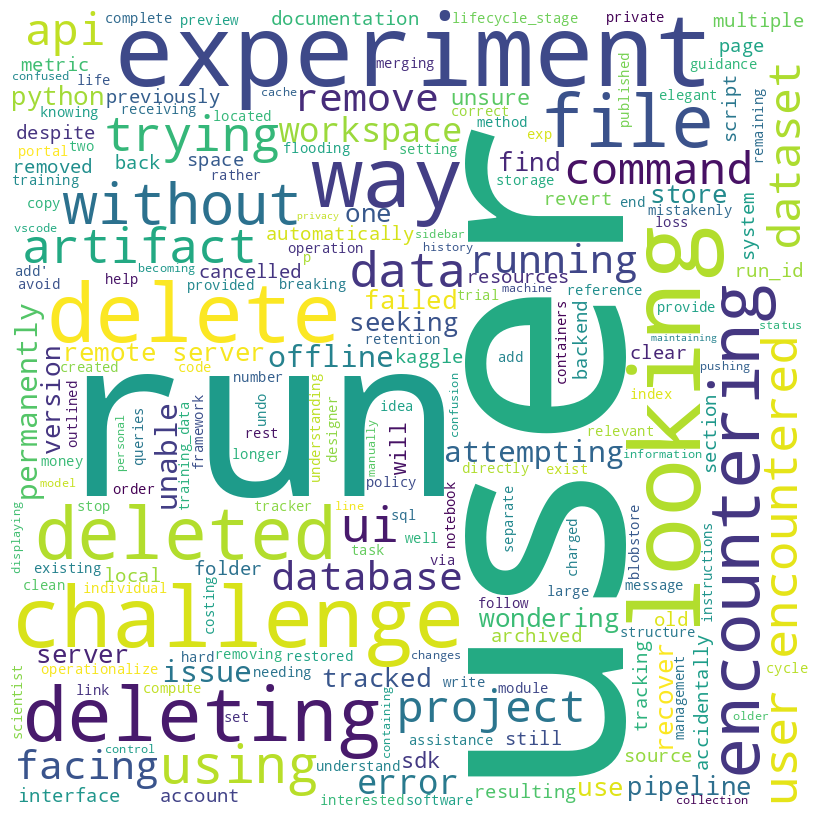 complete preview documentation lifecycle_stage private multiple
api experiment merging page
metric confused life cache receiving published elegant guidance
python previously remove unsure script dataset
knowing located correct method exp
despite two trying workspace file remaining
portal flooding setting
removed back space way find command
training rather storage
copy without one revert end store system
vscode privacy sidebar mistakenly
artifact automatically operation history loss
becoming p data running
add' avoid help cancelled provided breaking resources machine reference run_id
permanently delete failed trial looking provide encountering
created remote server code seeking retention kaggle add containers backend clear status
version offline maintaining
outlined number idea run user index pushing
unable personal queries framework undo rest understanding designer will attempting relevant section information
training_data longer manually confusion directly exist
money order policy user encountered
model stop tracker line sql separate notebook charged blobstore message instructions
displaying deleted ui well task via large
existing folder database
clean local individual costing follow wondering old
challenge archived structure
server hard removing restored changes management
scientist operationalize issue needing tracked write module recover tracking accidentally cycle
link compute set containing project source older
deleting
control assistance still
facing using understand error sdk use pipeline
interface account interested software resulting collection